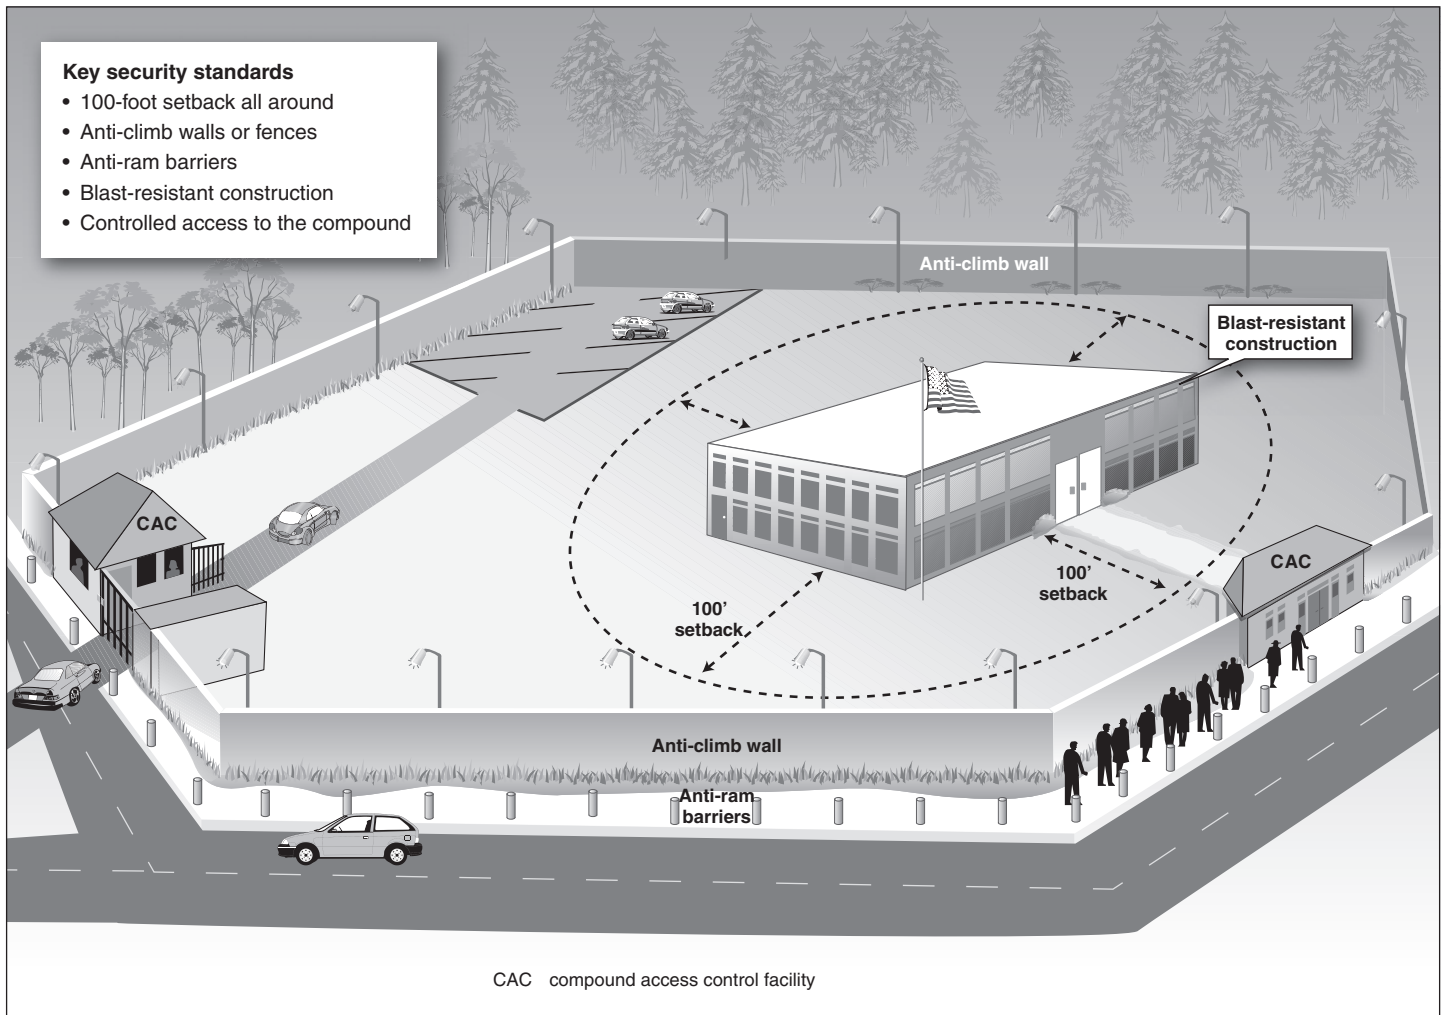 Key security standards
• 100-foot setback all around
• Anti-climb walls or fences
• Anti-ram barriers
• Blast-resistant construction
• Controlled access to the compound
Anti-climb wall
Blast-resistant
construction
CAC
CAC
100'
setback
100'
setback
Anti-climb wall
Anti-ram
barriers
CAC compound access control facility